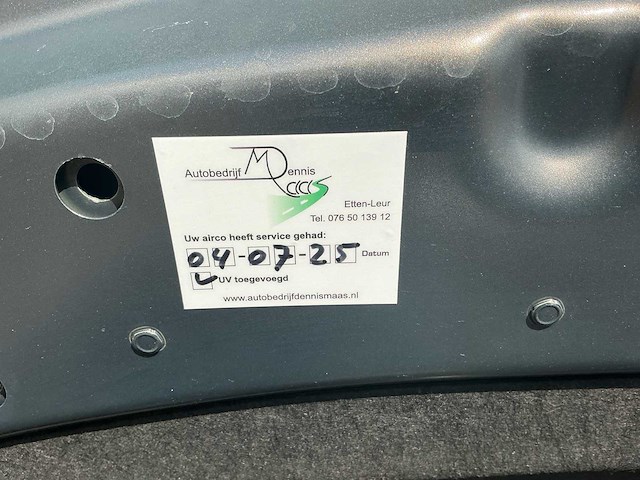 Autobedrijf Dennis
Maas
Etten-Leur
Tel. 076 50 139 12
Uw airco heeft service gehad:
04-07-25 Datum
UV toegevoegd
www.autobedrijfdennismaas.nl